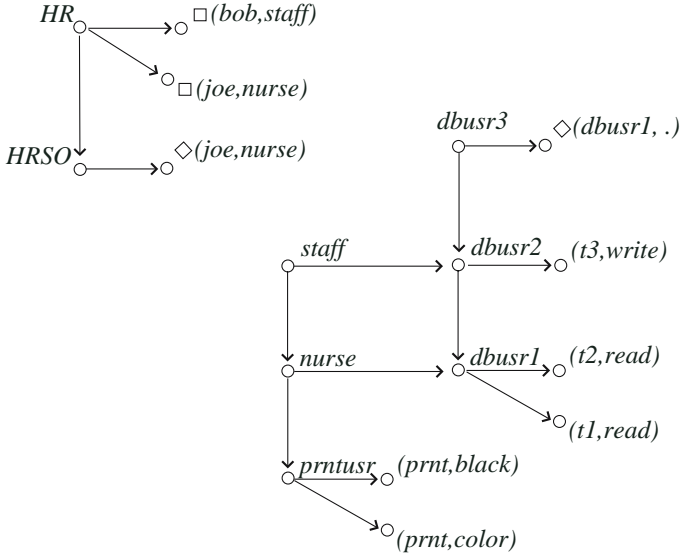 HR
□(bob,staff)
□(joe,nurse)
HRSO
◇(joe,nurse)
dbusr3
◇(dbusr1, .)
staff
dbusr2
(t3,write)
nurse
dbusr1
(t2,read)
(t1,read)
prntusr
(prnt,black)
(prnt,color)